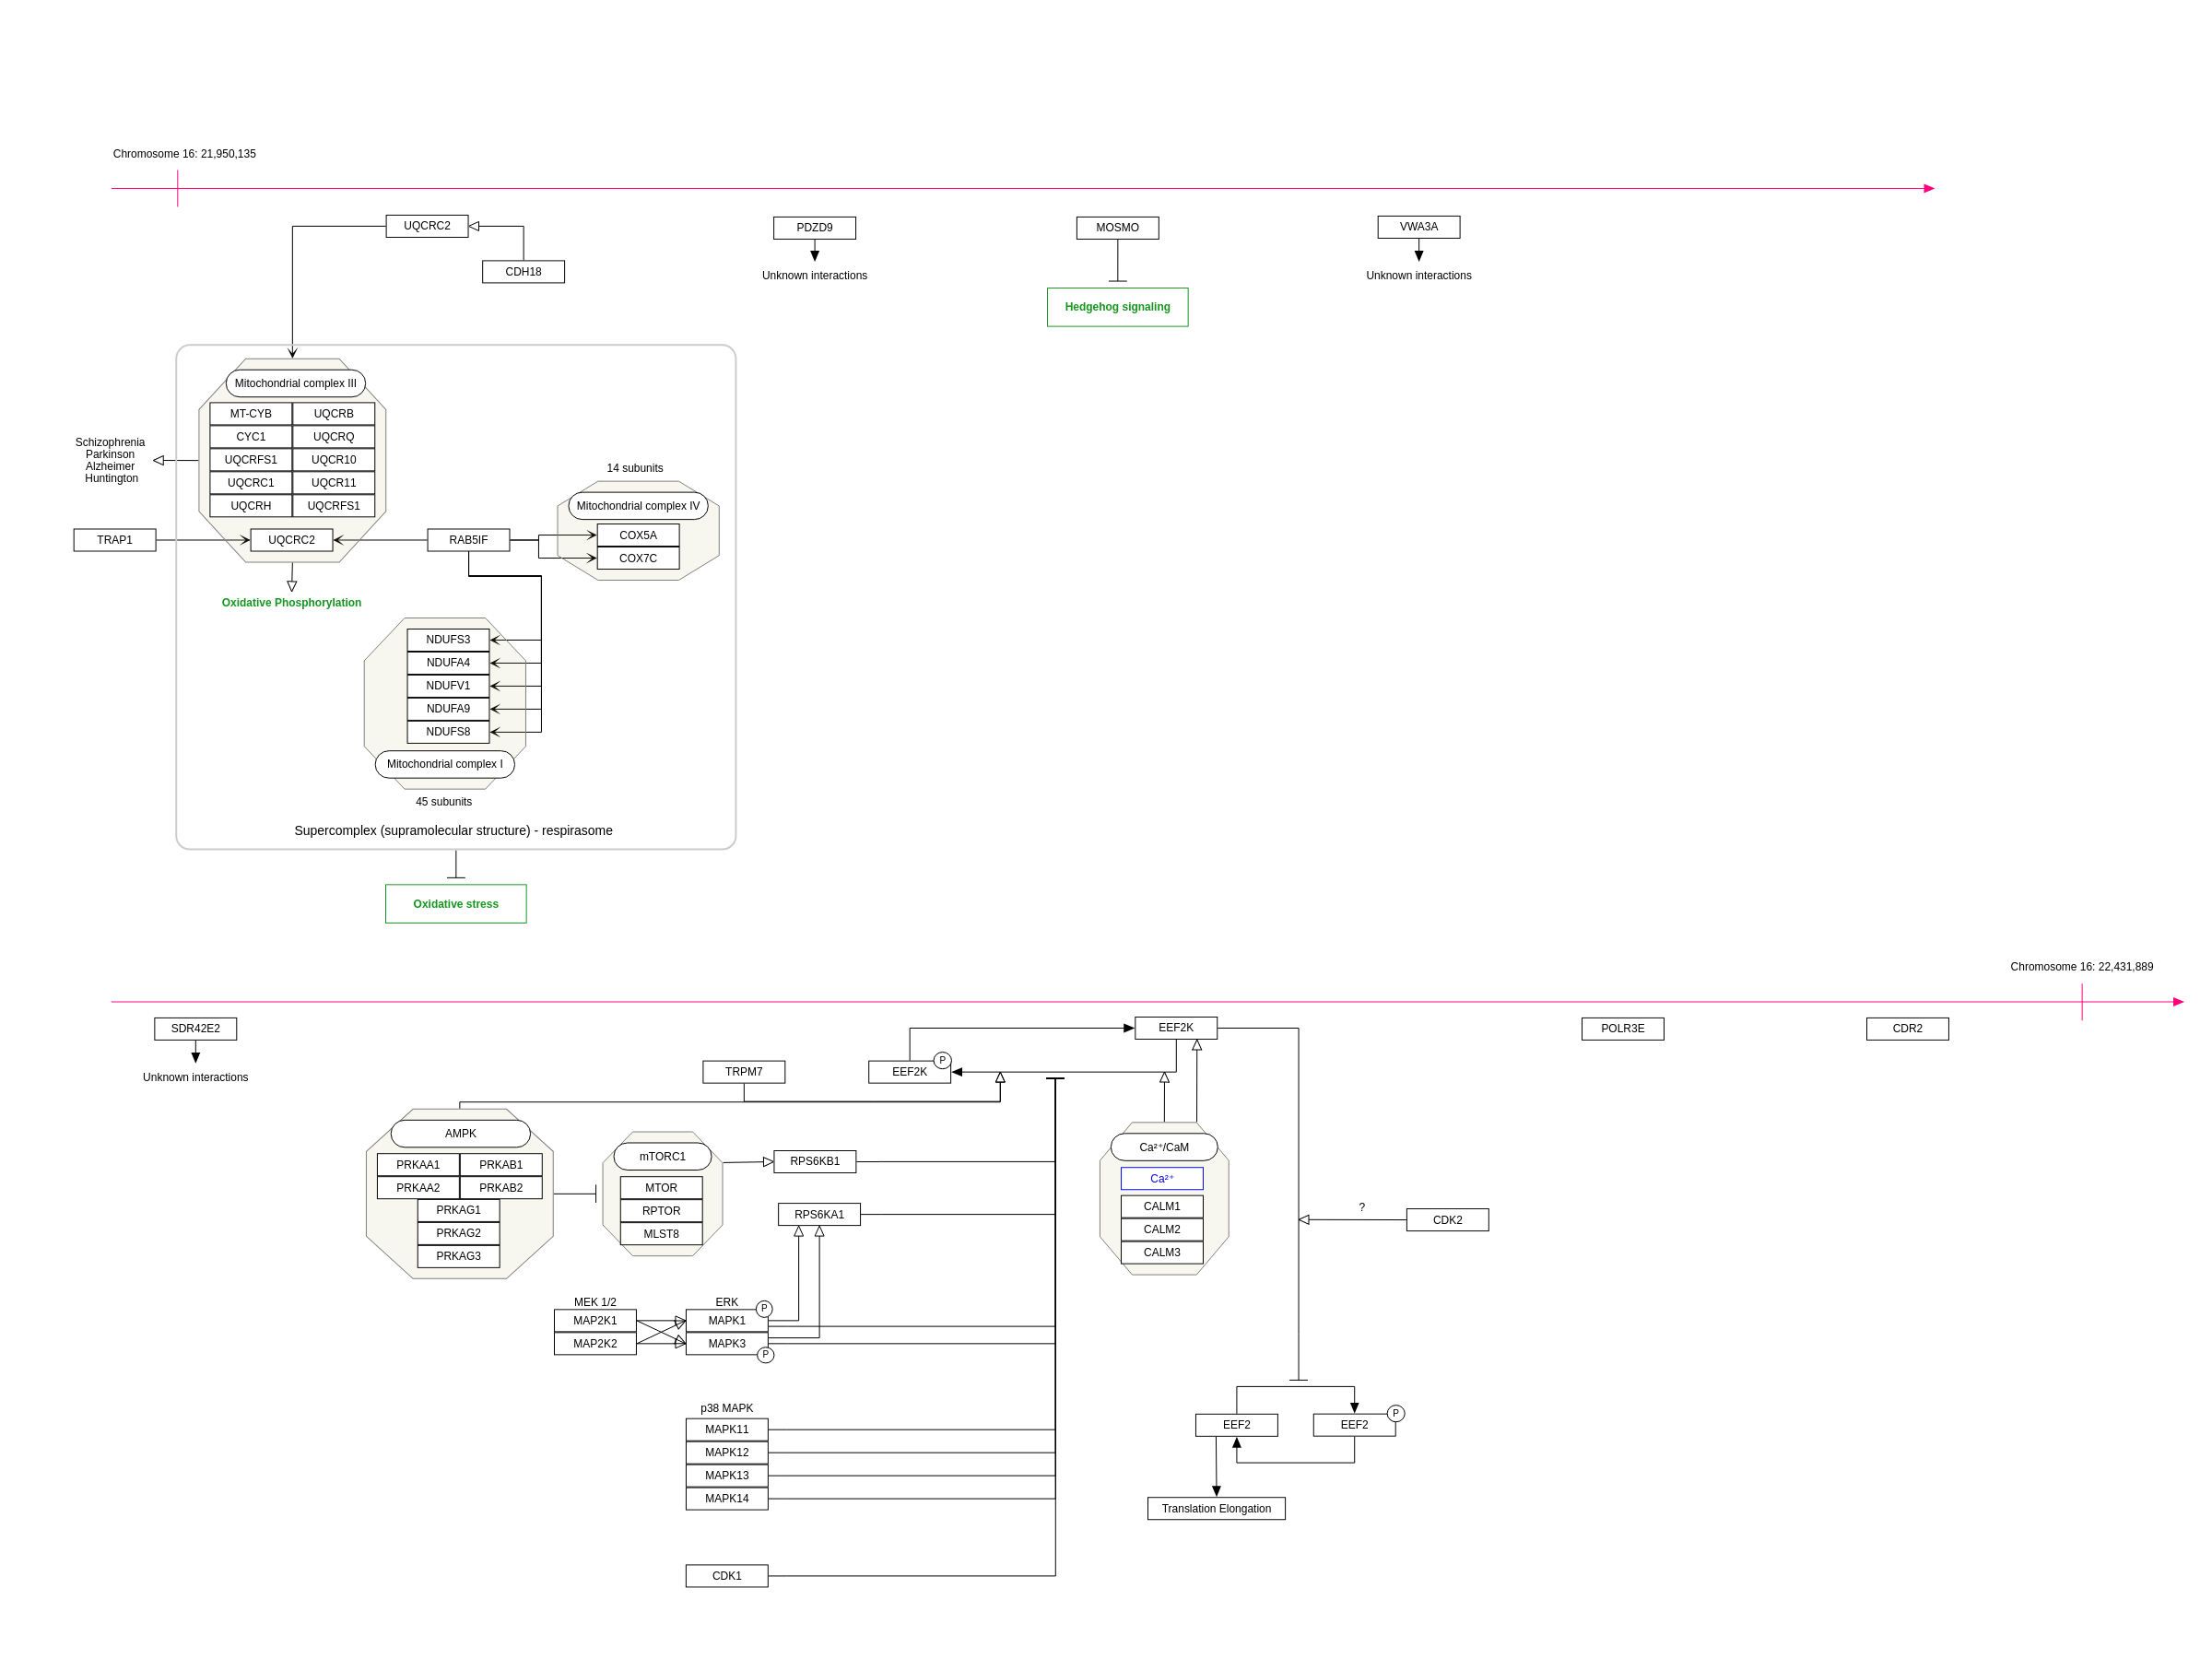 Chromosome 16: 21,950,135
UQCRC2
CDH18
PDZD9
Unknown interactions
MOSMO
Hedgehog signaling
VWA3A
Unknown interactions
Mitochondrial complex III
MT-CYB
UQCRB
CYC1
UQCRQ
UQCRFS1
UQCR10
UQCRC1
UQCR11
UQCRH
UQCRFS1
UQCRC2
Schizophrenia
Parkinson
Alzheimer
Huntington
TRAP1
RAB5IF
14 subunits
Mitochondrial complex IV
COX5A
COX7C
Oxidative Phosphorylation
NDUFS3
NDUFA4
NDUFV1
NDUFA9
NDUFS8
Mitochondrial complex I
45 subunits
Supercomplex (supramolecular structure) - respirasome
Oxidative stress
Chromosome 16: 22,431,889
SDR42E2
Unknown interactions
EEF2K
POLR3E
CDR2
TRPM7
EEF2K
P
AMPK
PRKAA1
PRKAB1
PRKAA2
PRKAB2
PRKAG1
PRKAG2
PRKAG3
mTORC1
MTOR
RPTOR
MLST8
RPS6KB1
RPS6KA1
Ca²⁺/CaM
Ca²⁺
CALM1
CALM2
CALM3
?
CDK2
MEK 1/2
MAP2K1
MAP2K2
ERK
P
MAPK1
MAPK3
P
p38 MAPK
MAPK11
MAPK12
MAPK13
MAPK14
EEF2
EEF2
P
Translation Elongation
CDK1